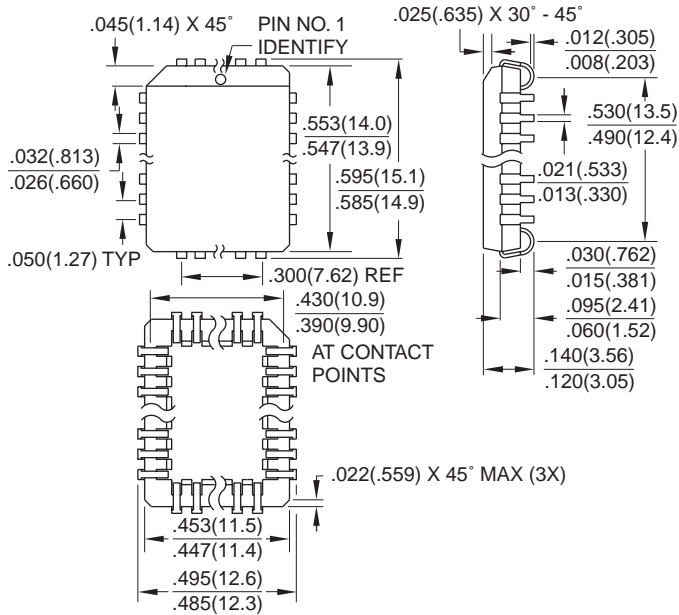 .045(1.14) X 45°
PIN NO. 1
IDENTIFY
.025(.635) X 30° - 45°
.012(.305)
.008(.203)
.553(14.0)
.547(13.9)
.530(13.5)
.490(12.4)
.032(.813)
.026(.660)
.595(15.1)
.585(14.9)
.021(.533)
.013(.330)
.050(1.27) TYP
.300(7.62) REF
.030(.762)
.015(.381)
.430(10.9)
.390(9.90)
AT CONTACT
POINTS
.095(2.41)
.060(1.52)
.140(3.56)
.120(3.05)
.022(.559) X 45° MAX (3X)
.453(11.5)
.447(11.4)
.495(12.6)
.485(12.3)